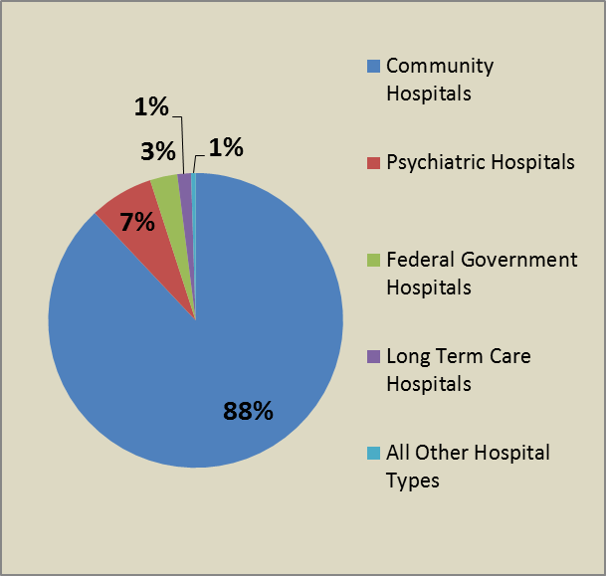 Community
Hospitals
Psychiatric Hospitals
Federal Government
Hospitals
Long Term Care
Hospitals
All Other Hospital
Types
1%
1%
3%
7%
88%